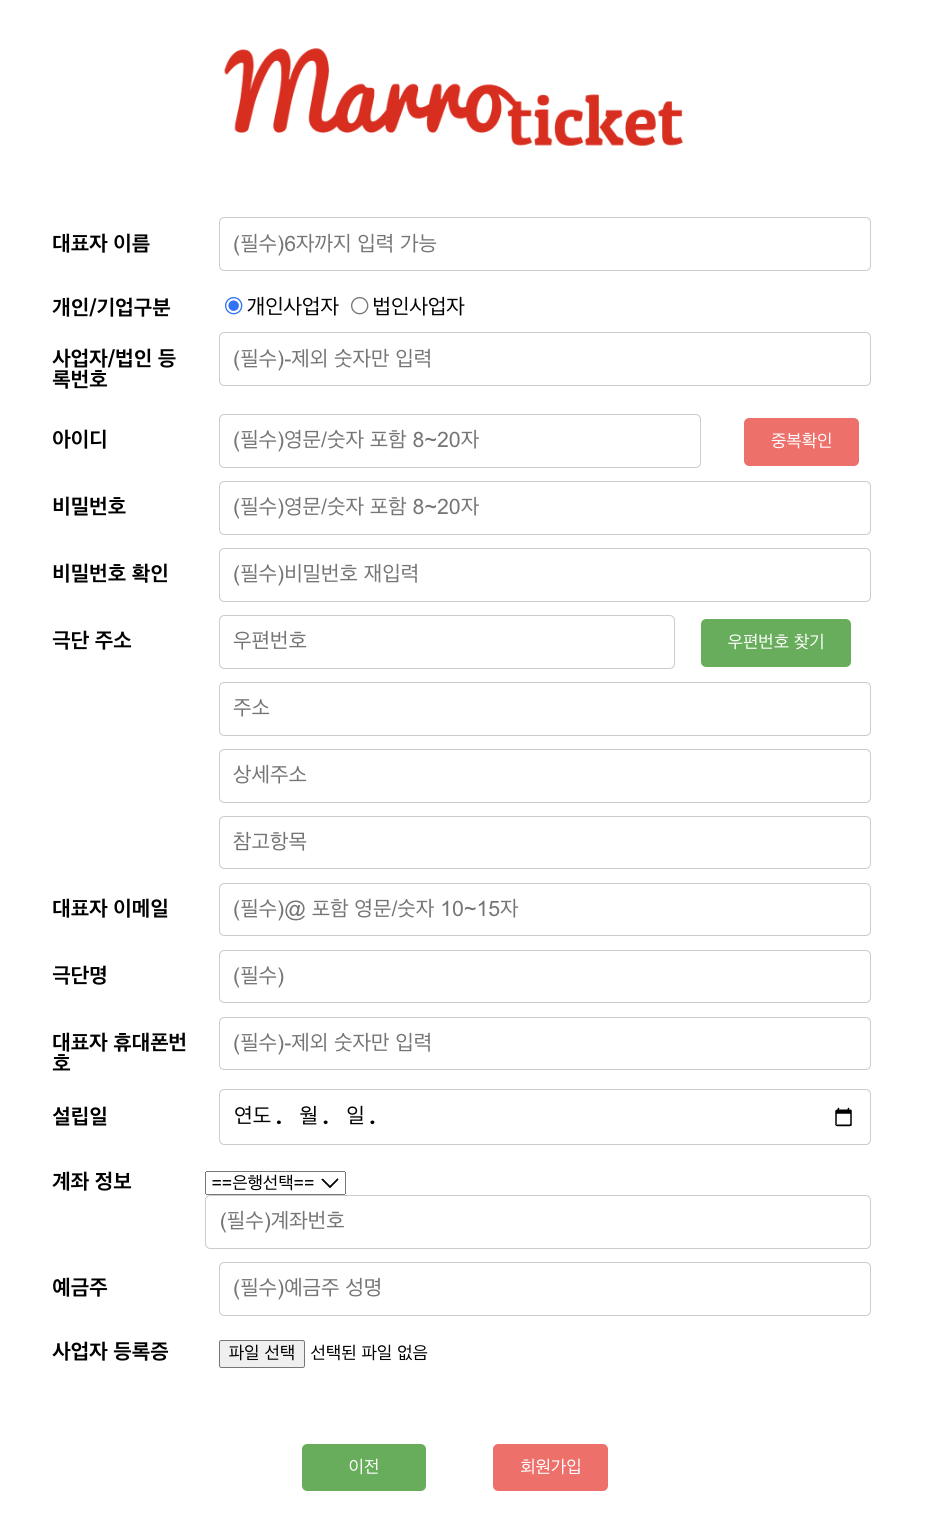 Marroticket
대표자 이름
(필수)6자까지 입력 가능
개인/기업구분
개인사업자 법인사업자
사업자/법인 등
록번호
(필수)-제외 숫자만 입력
아이디
(필수)영문/숫자 포함 8~20자
중복확인
비밀번호
(필수)영문/숫자 포함 8~20자
비밀번호 확인
(필수)비밀번호 재입력
극단 주소
우편번호
우편번호 찾기
주소
상세주소
참고항목
대표자 이메일
(필수)@ 포함 영문/숫자 10~15자
극단명
(필수)
대표자 휴대폰번
호
(필수)-제외 숫자만 입력
설립일
연도. 월. 일.
계좌 정보
==은행선택==
(필수)계좌번호
예금주
(필수)예금주 성명
사업자 등록증
파일 선택 선택된 파일 없음
이전
회원가입